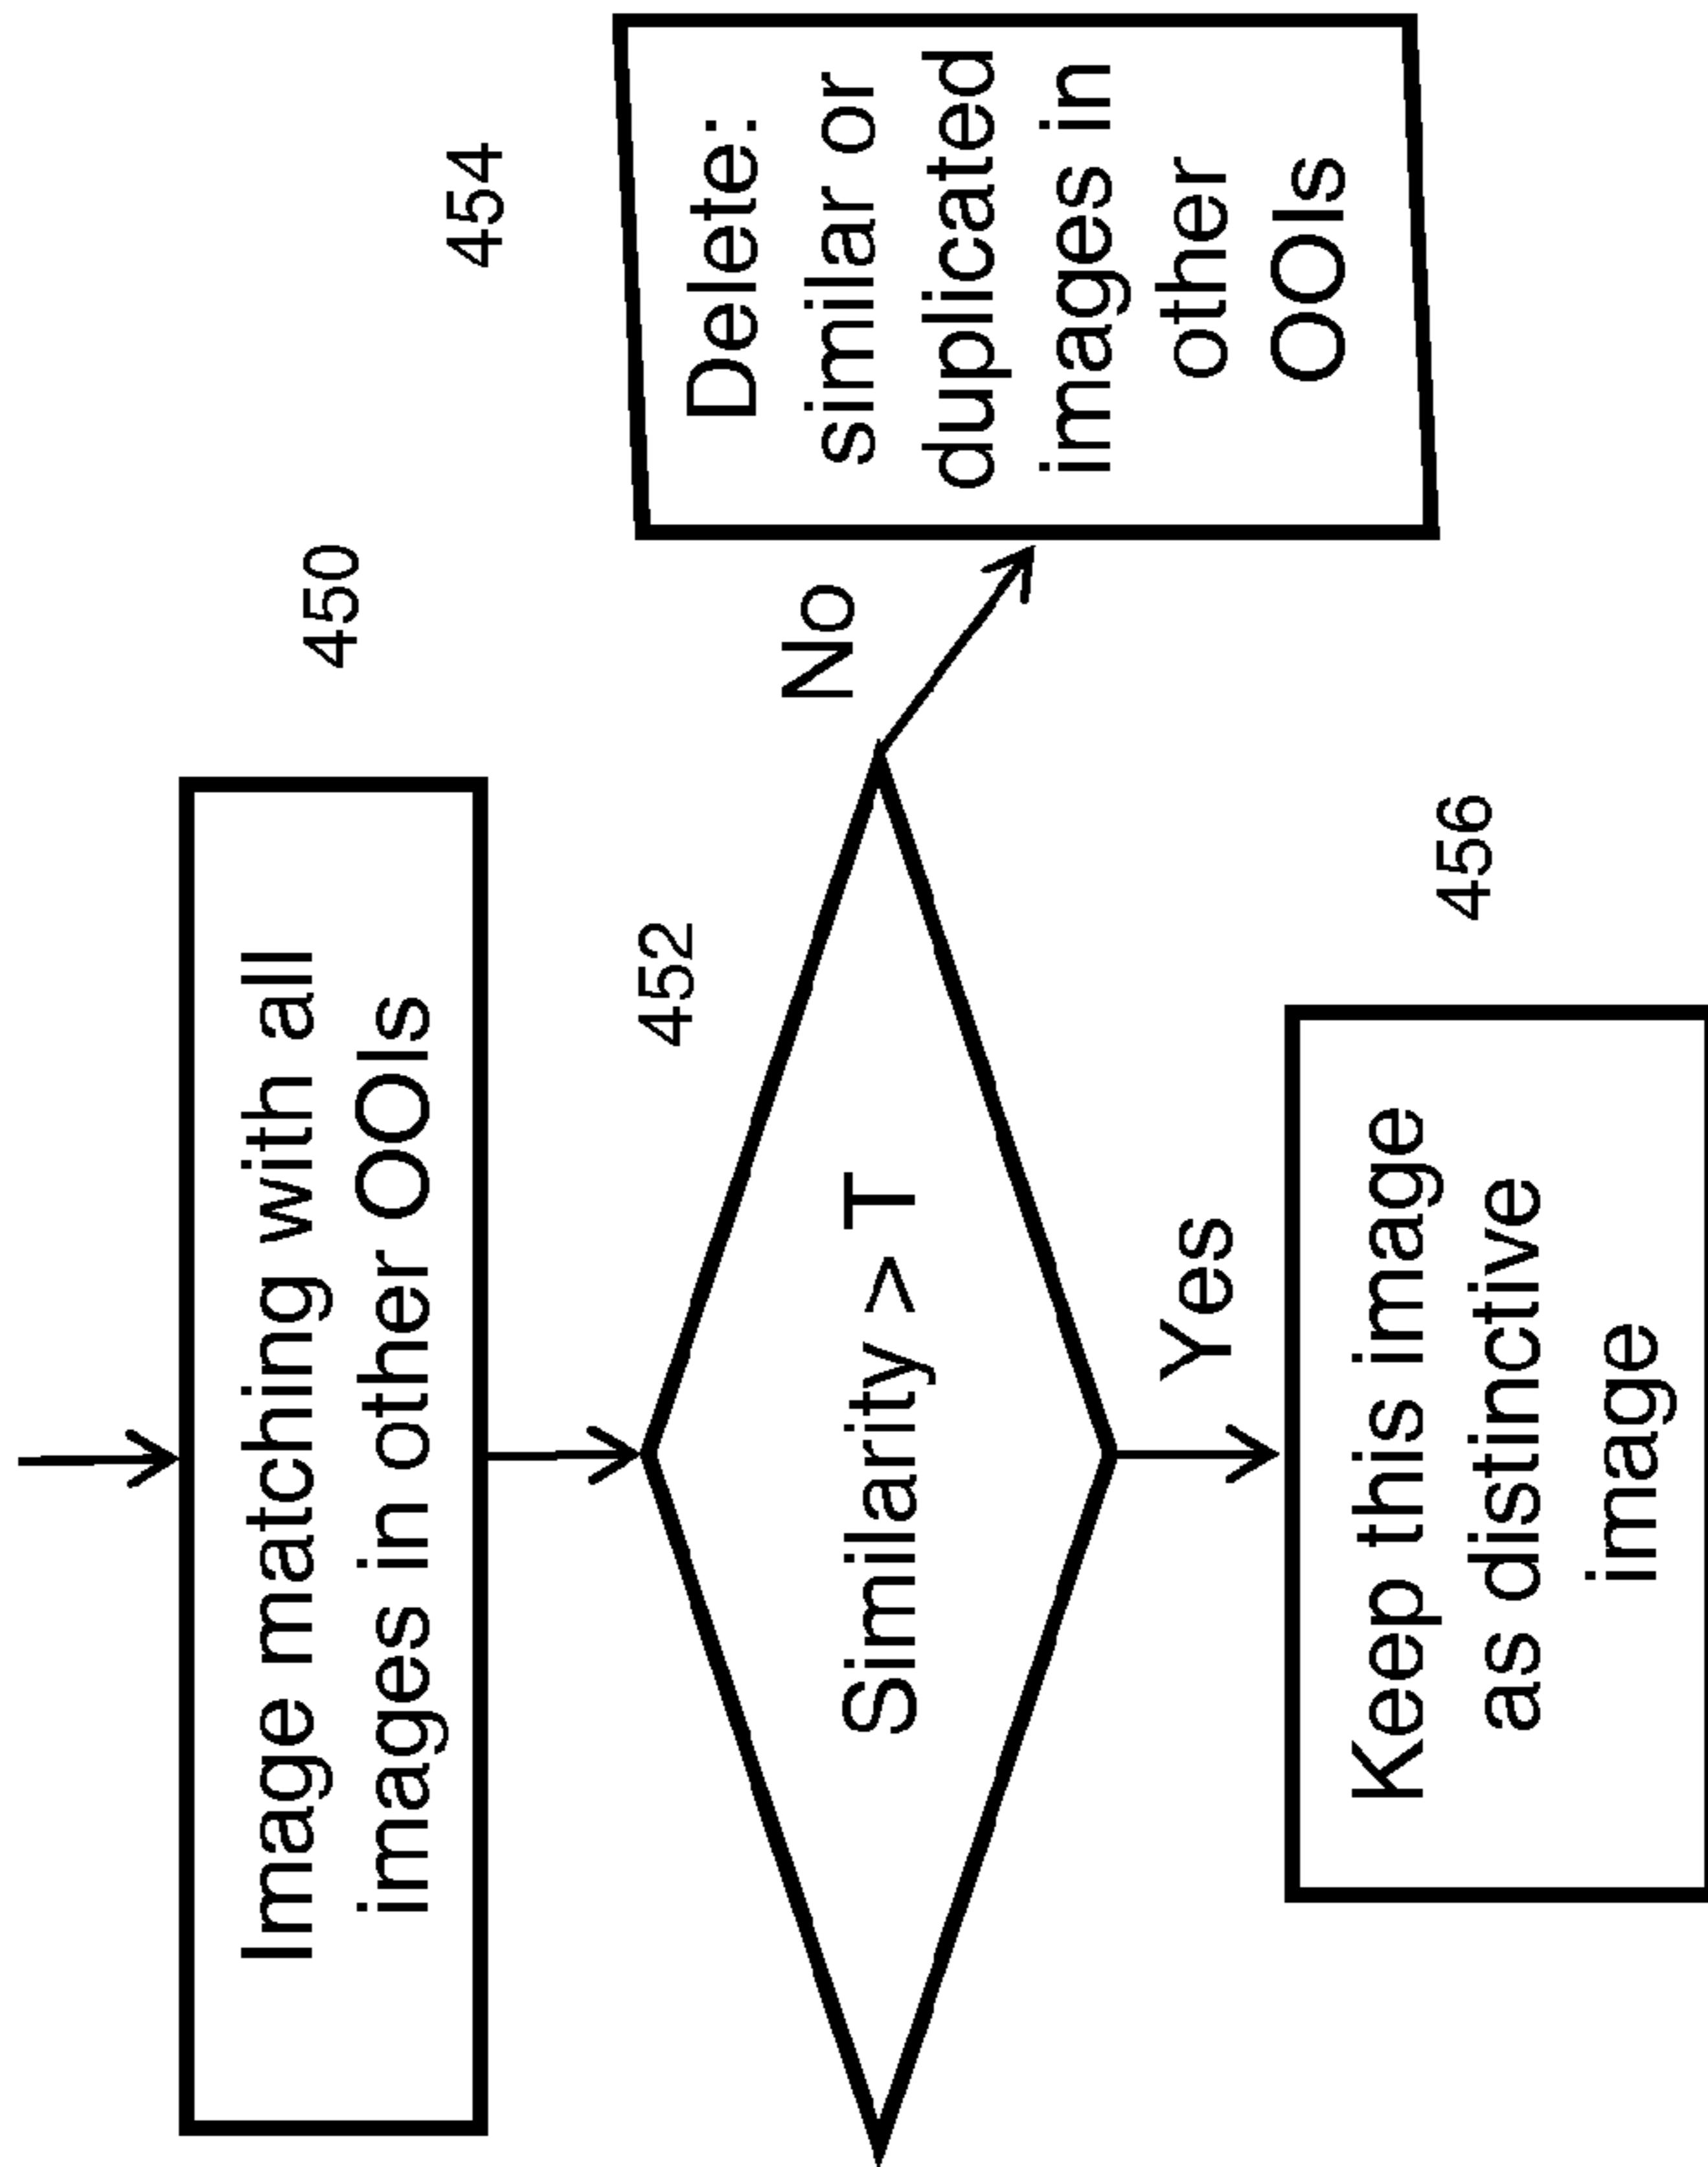 450
Image matching with all
images in other OOIs
452
Similarity > T
No
454
Delete:
similar or
duplicated
images in
other
OOIs
Yes
456
Keep this image
as distinctive
image